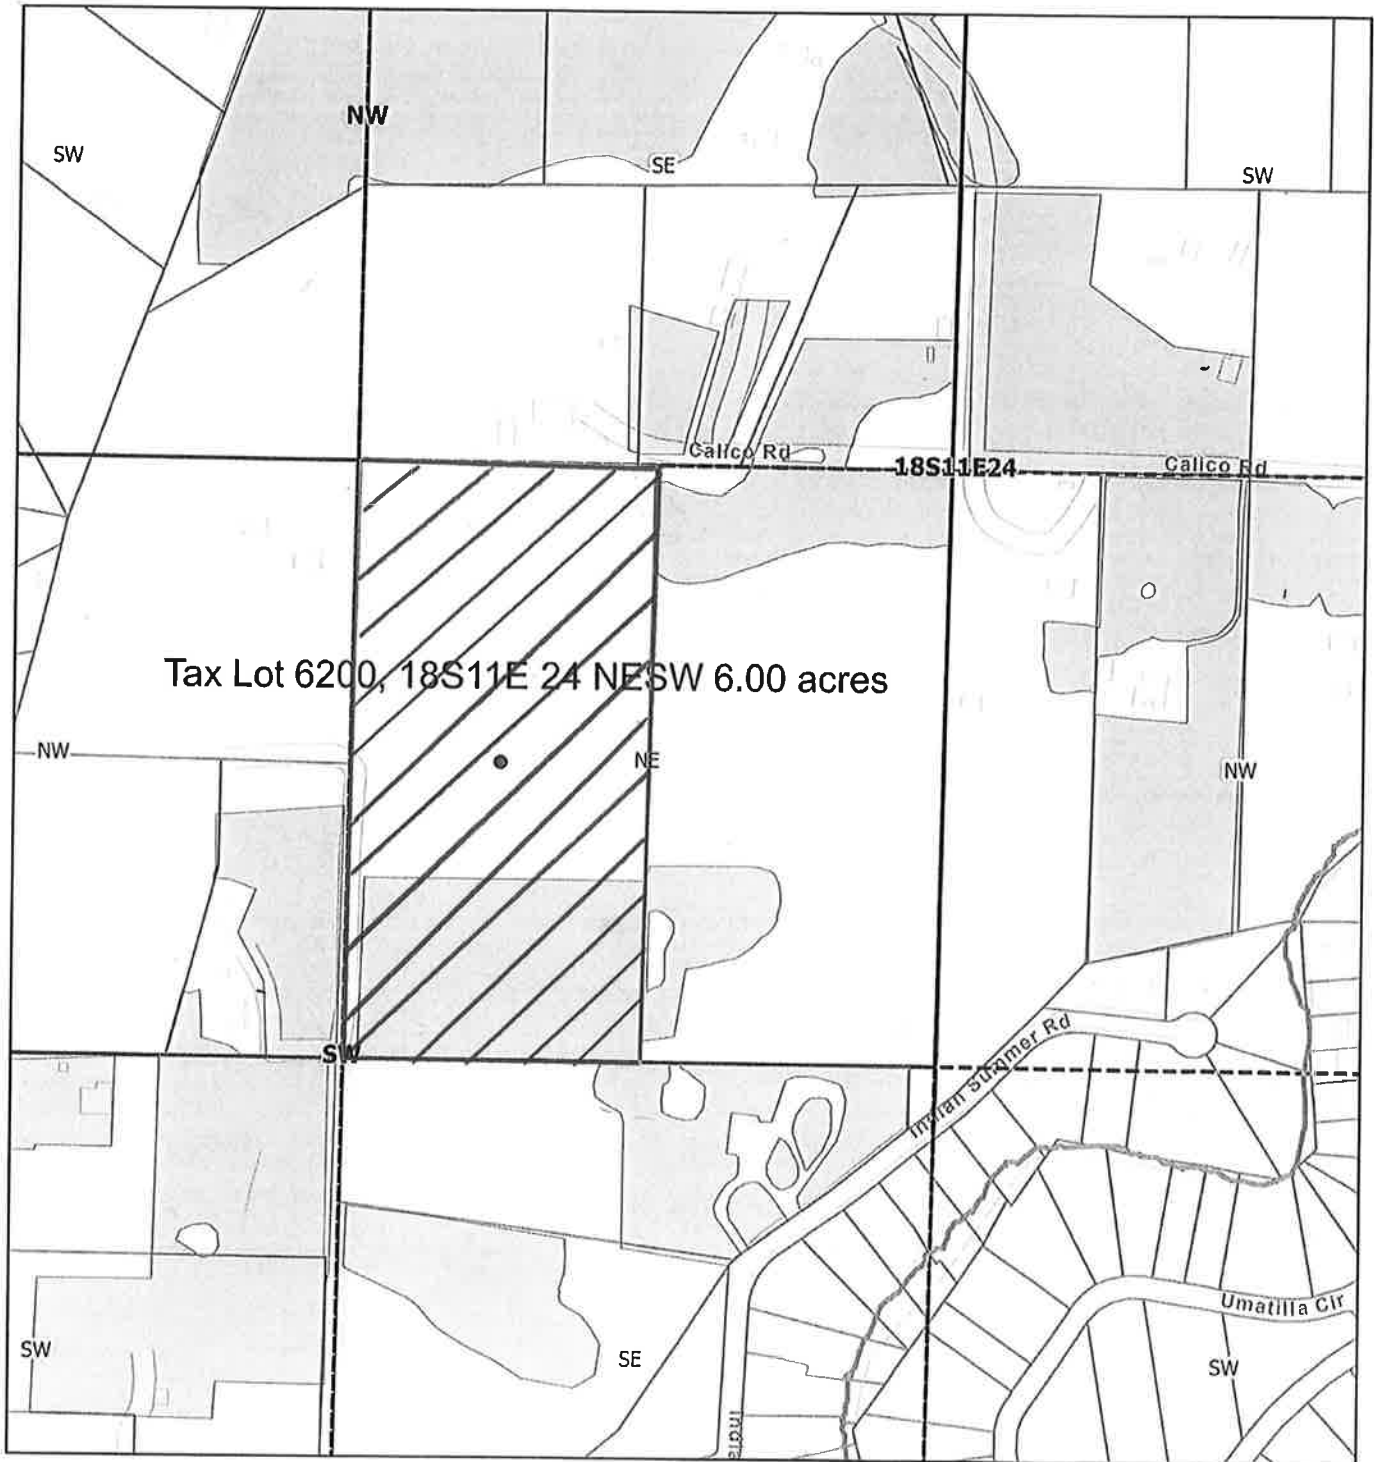 NW
SW
SE
SW
Calico Rd
18S11E24
Calico Rd
Tax Lot 6200, 18S11E 24 NESW 6.00 acres
NW
NE
NW
Indian Summer Rd
SW
Umatilla Cir
SW
SE
SW
India